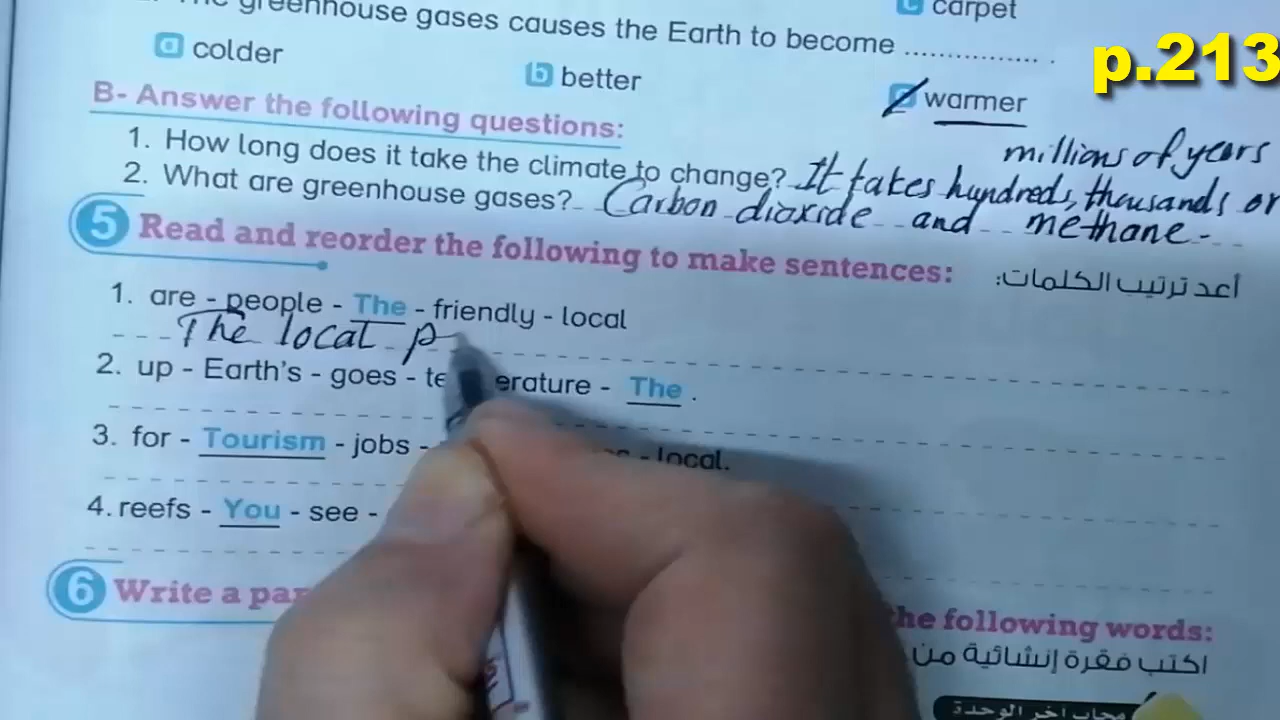 greenhouse gases causes the Earth to become ................ .
c carpet
p.213
a colder
b better
warmer
B- Answer the following questions:
1. How long does it take the climate to change? It takes hundreds, thousands or
millions of years
2. What are greenhouse gases? Carbon dioxide and methane.
5 Read and reorder the following to make sentences:
أعد ترتيب الكلمات:
1. are - people - The - friendly - local
The local p
2. up - Earth's - goes - te erature - The .
3. for - Tourism - jobs - - local.
4. reefs - You - see -
6 Write a par he following words:
اكتب فقرة إنشائية من
مجاب آخر الوحدة